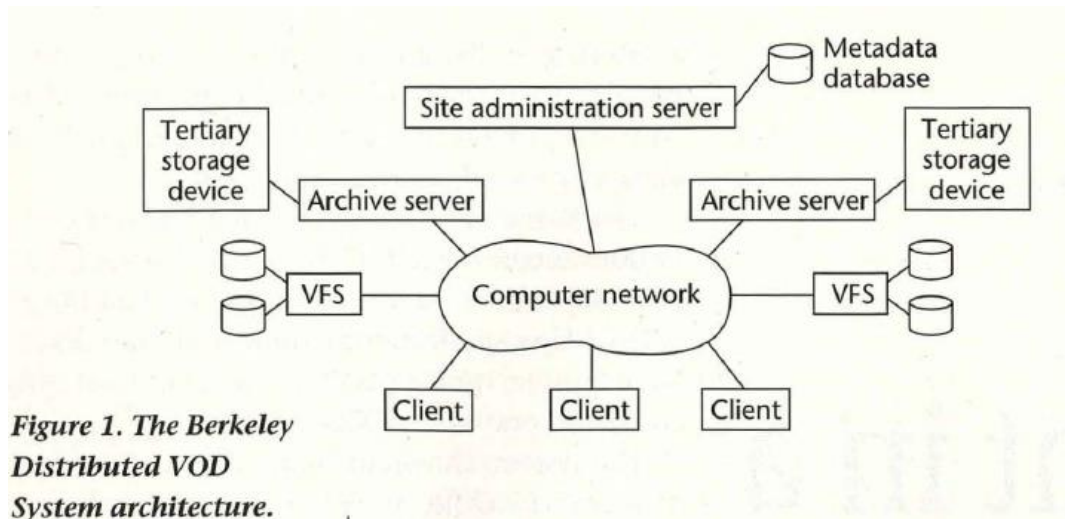 Metadata
database
Site administration server
Tertiary
storage
device
Tertiary
storage
device
Archive server
Archive server
VFS
Computer network
VFS
Client
Client
Client
Figure 1. The Berkeley
Distributed VOD
System architecture.